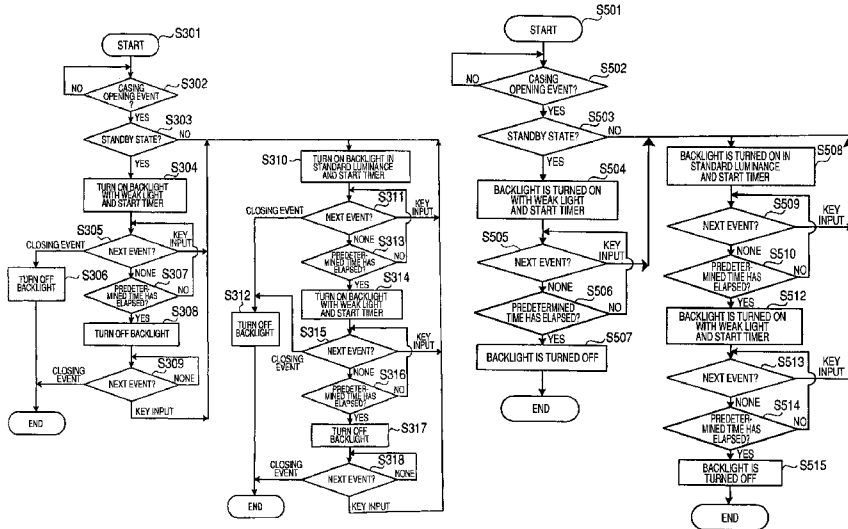 START
S301
CASING
OPENING EVENT
?
S302
NO
YES
STANDBY STATE?
S303
NO
YES
S304
TURN ON BACKLIGHT
WITH WEAK LIGHT
AND START TIMER
S305
CLOSING EVENT
NEXT EVENT?
KEY
INPUT
NONE
S306
TURN OFF
BACKLIGHT
S307
PREDETER-
MINED TIME HAS
ELAPSED?
NO
YES
S308
TURN OFF BACKLIGHT
S309
NEXT EVENT?
NONE
CLOSING
EVENT
KEY INPUT
END
S310
TURN ON BACKLIGHT IN
STANDARD LUMINANCE
AND START TIMER
S311
CLOSING EVENT
NEXT EVENT?
KEY
INPUT
NONE
S313
PREDETER-
MINED TIME HAS
ELAPSED?
NO
YES
S314
TURN ON BACKLIGHT
WITH WEAK LIGHT
AND START TIMER
S312
TURN OFF
BACKLIGHT
S315
NEXT EVENT?
KEY
INPUT
CLOSING
EVENT
NONE
S316
PREDETER-
MINED TIME HAS
ELAPSED?
NO
YES
S317
TURN OFF
BACKLIGHT
S318
NEXT EVENT?
NONE
CLOSING
EVENT
KEY INPUT
END
S501
START
S502
CASING
OPENING EVENT?
NO
YES
S503
STANDBY STATE?
NO
YES
S504
BACKLIGHT IS TURNED ON
WITH WEAK LIGHT
AND START TIMER
S505
NEXT EVENT?
KEY
INPUT
NONE
S506
PREDETERMINED
TIME HAS ELAPSED?
NO
YES
S507
BACKLIGHT IS TURNED OFF
END
S508
BACKLIGHT IS TURNED ON IN
STANDARD LUMINANCE
AND START TIMER
S509
NEXT EVENT?
KEY
INPUT
NONE
S510
PREDETER-
MINED TIME HAS
ELAPSED?
NO
YES
S512
BACKLIGHT IS TURNED ON
WITH WEAK LIGHT
AND START TIMER
S513
NEXT EVENT?
KEY
INPUT
NONE
S514
PREDETER-
MINED TIME HAS
ELAPSED?
NO
YES
S515
BACKLIGHT IS
TURNED OFF
END